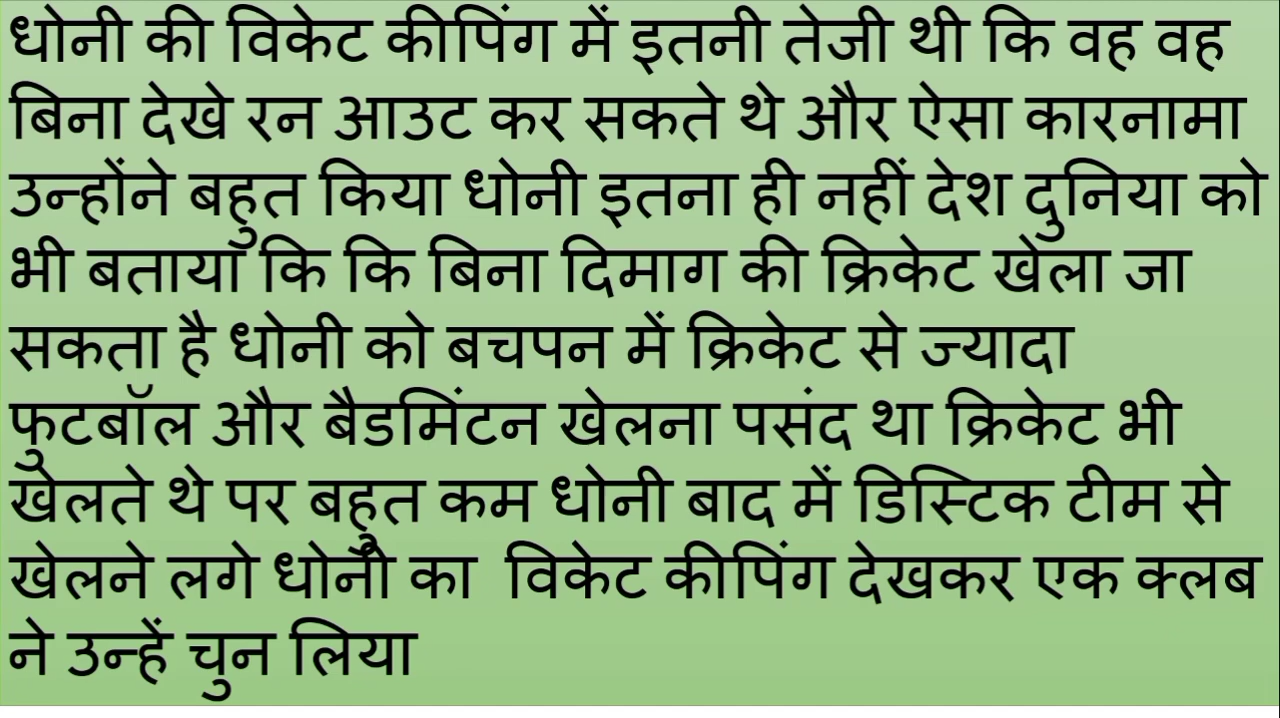 धोनी की विकेट कीपिंग में इतनी तेजी थी कि वह वह
बिना देखे रन आउट कर सकते थे और ऐसा कारनामा
उन्होंने बहुत किया धोनी इतना ही नहीं देश दुनिया को
भी बताया कि कि बिना दिमाग की क्रिकेट खेला जा
सकता है धोनी को बचपन में क्रिकेट से ज्यादा
फुटबॉल और बैडमिंटन खेलना पसंद था क्रिकेट भी
खेलते थे पर बहुत कम धोनी बाद में डिस्टिक टीम से
खेलने लगे धोनी का  विकेट कीपिंग देखकर एक क्लब
ने उन्हें चुन लिया